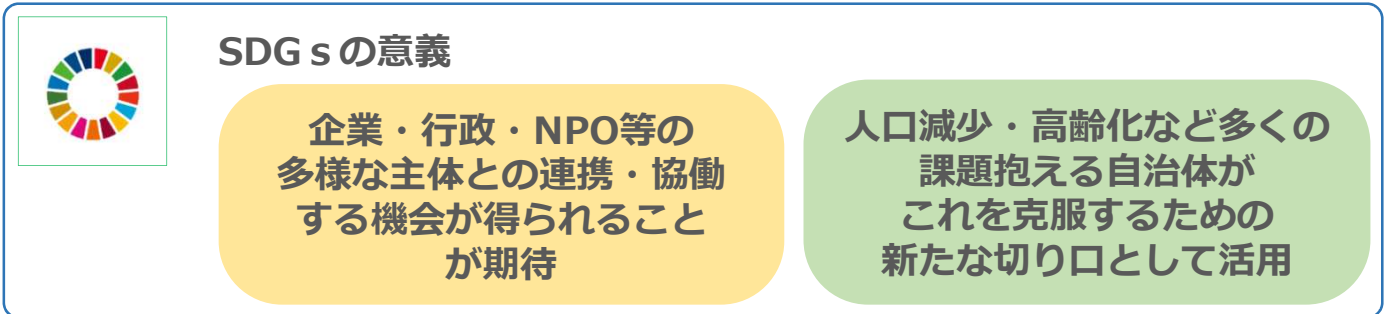 SDGｓの意義
企業・行政・NPO等の
多様な主体との連携・協働
する機会が得られること
が期待
人口減少・高齢化など多くの
課題抱える自治体が
これを克服するための
新たな切り口として活用